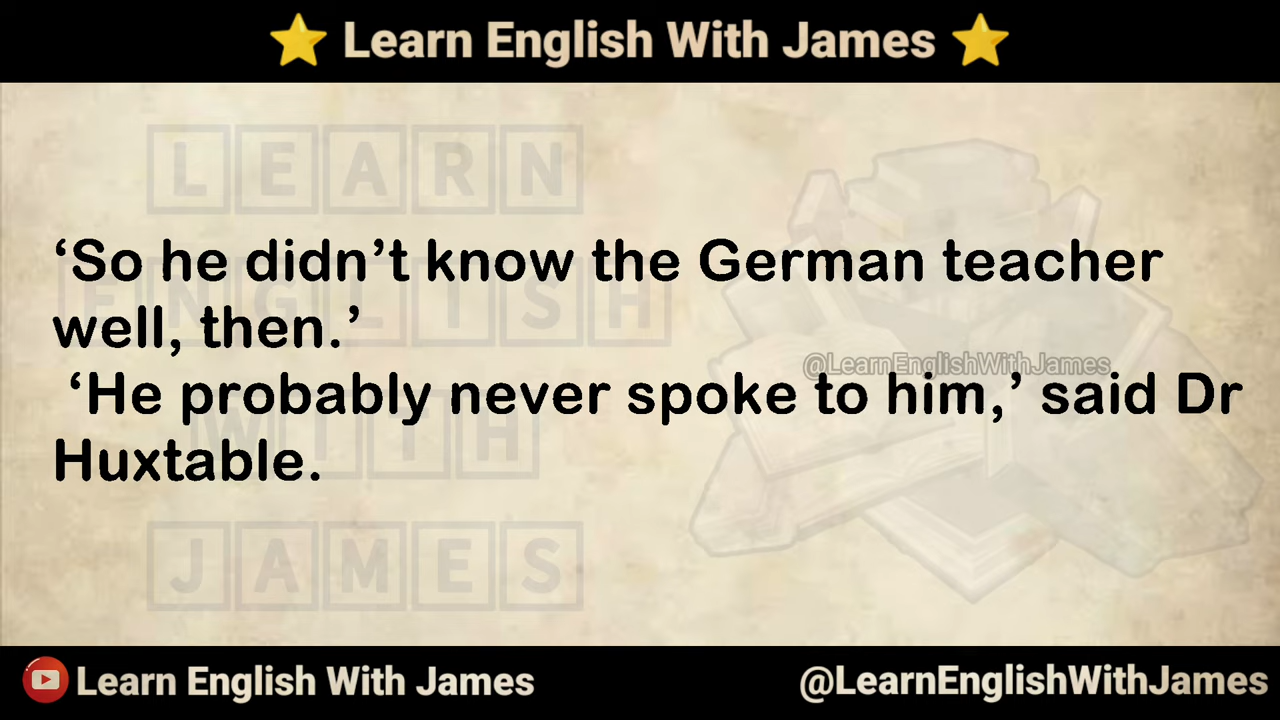 Learn English With James
LEARN
ENGLISH
WITH
JAMES
‘So he didn’t know the German teacher
well, then.’
‘He probably never spoke to him,’ said Dr
Huxtable.
@LearnEnglishWithJames
Learn English With James
@LearnEnglishWithJames